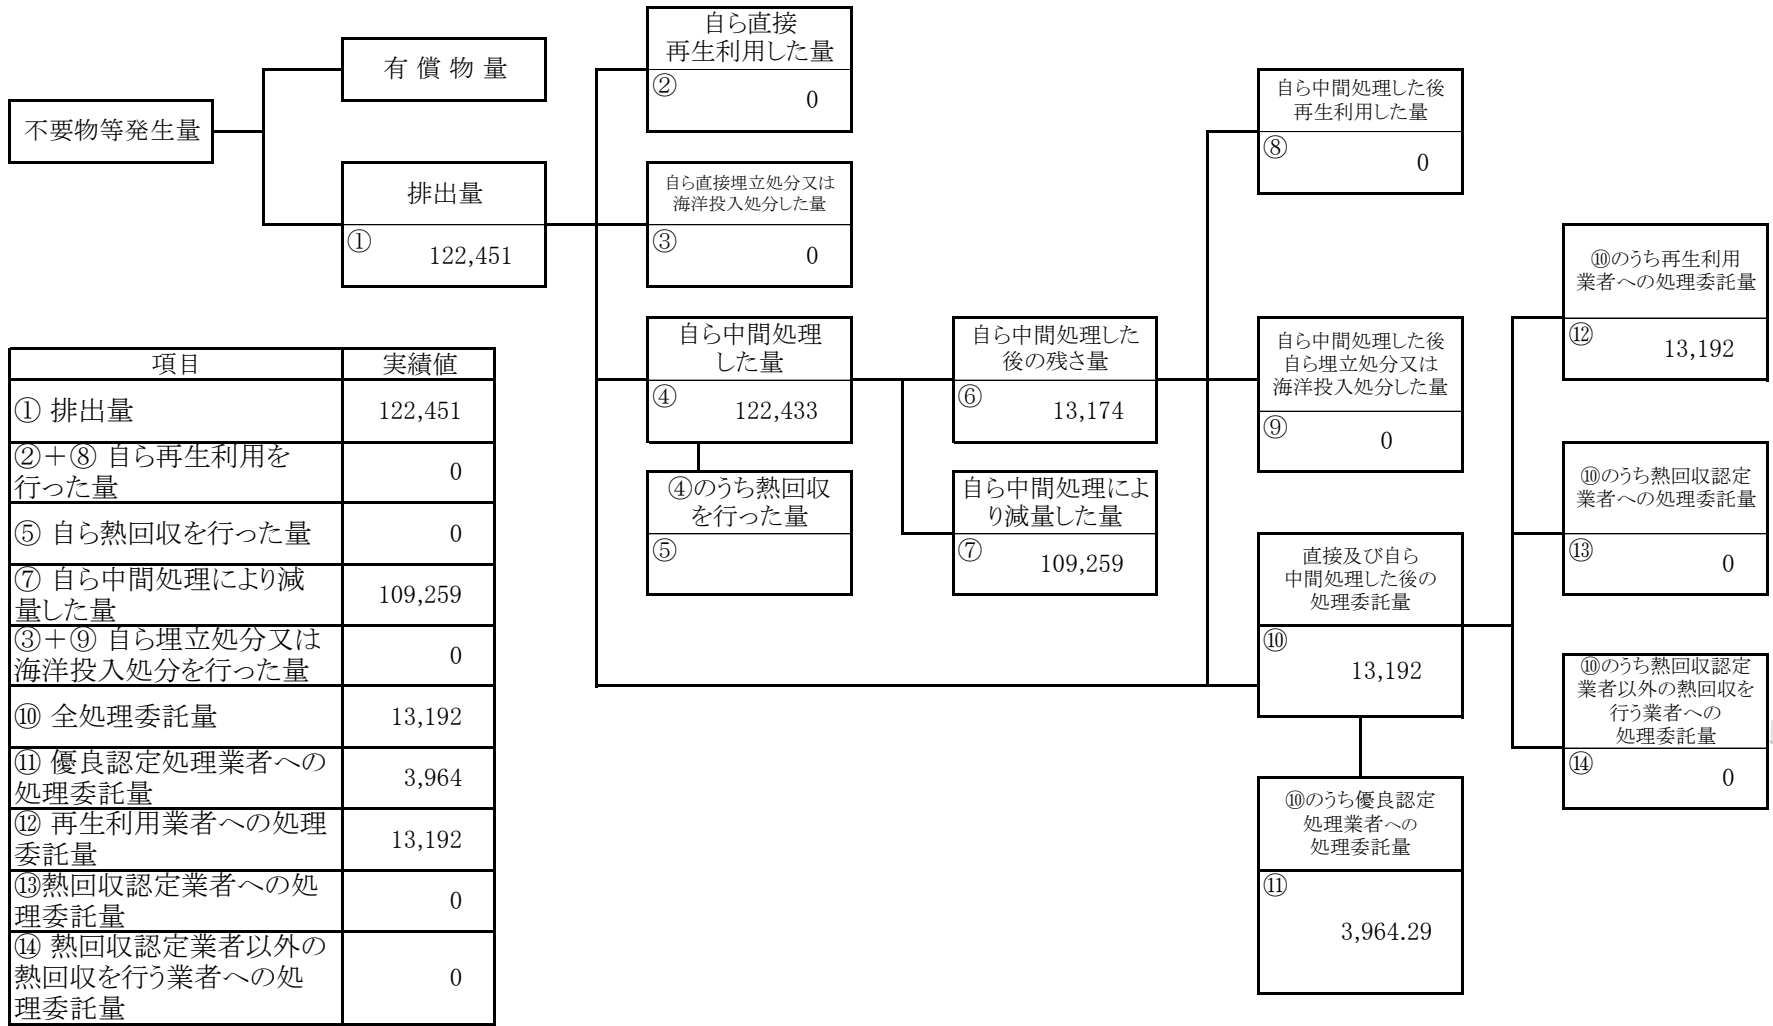 不要物等発生量
有 償 物 量
排出量
①
122,451
自ら直接
再生利用した量
②
0
自ら直接埋立処分又は
海洋投入処分した量
③
0
自ら中間処理
した量
④
122,433
④のうち熱回収
を行った量
⑤
自ら中間処理した
後の残さ量
⑥
13,174
自ら中間処理によ
り減量した量
⑦
109,259
自ら中間処理した後
再生利用した量
⑧
0
自ら中間処理した後
自ら埋立処分又は
海洋投入処分した量
⑨
0
直接及び自ら
中間処理した後の
処理委託量
⑩
13,192
⑩のうち優良認定
処理業者への
処理委託量
⑪
3,964.29
⑩のうち再生利用
業者への処理委託量
⑫
13,192
⑩のうち熱回収認定
業者への処理委託量
⑬
0
⑩のうち熱回収認定
業者以外の熱回収を
行う業者への
処理委託量
⑭
0
項目 実績値
① 排出量 122,451
②＋⑧ 自ら再生利用を
行った量 0
⑤ 自ら熱回収を行った量 0
⑦ 自ら中間処理により減
量した量 109,259
③＋⑨ 自ら埋立処分又は
海洋投入処分を行った量 0
⑩ 全処理委託量 13,192
⑪ 優良認定処理業者への
処理委託量 3,964
⑫ 再生利用業者への処理
委託量 13,192
⑬熱回収認定業者への処
理委託量 0
⑭ 熱回収認定業者以外の
熱回収を行う業者への処
理委託量 0